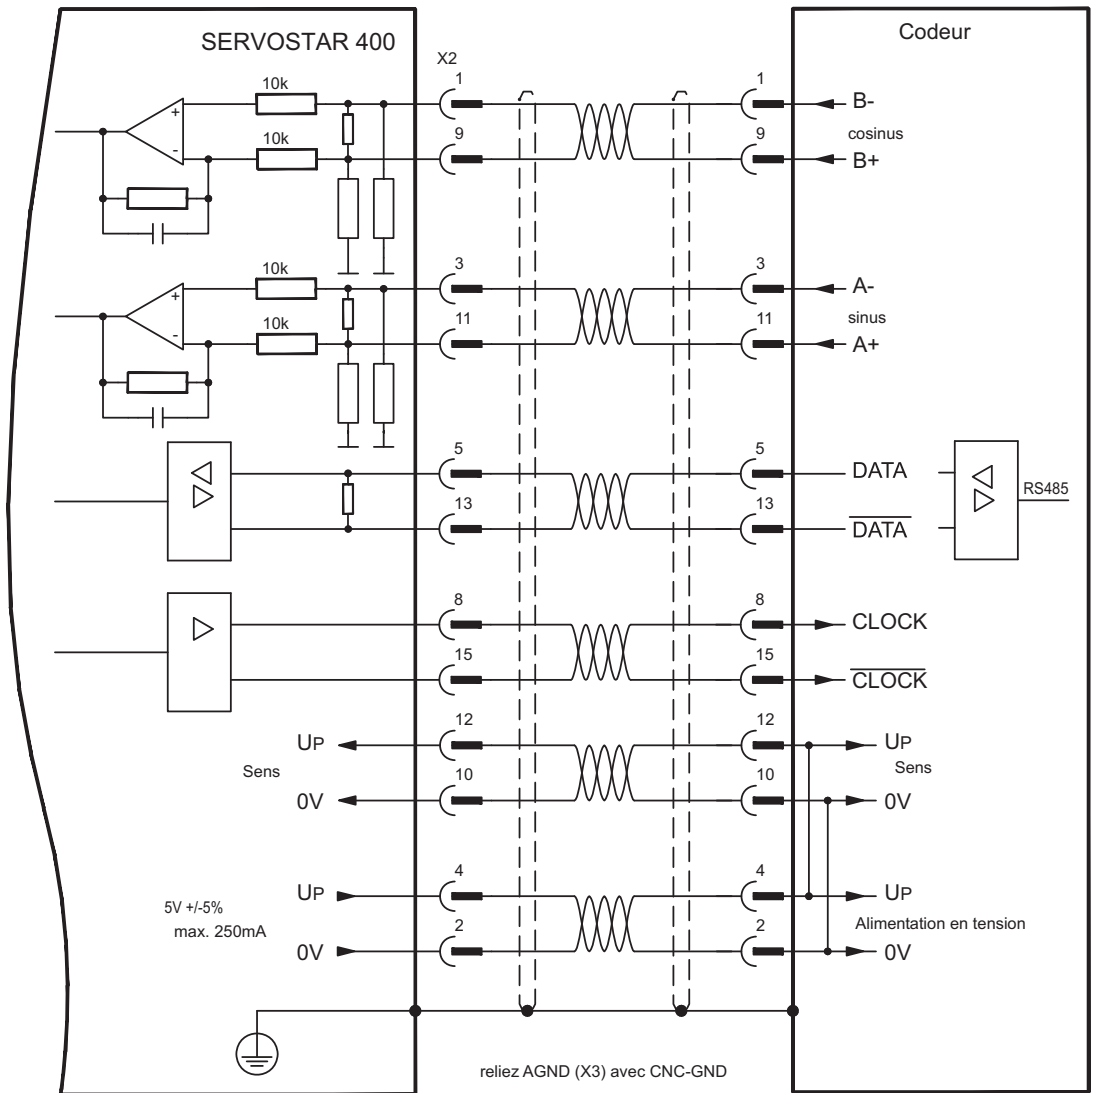 SERVOSTAR 400
Codeur
X2
10k
1
1
B-
cosinus
10k
9
9
B+
10k
3
3
A-
sinus
10k
11
11
A+
5
5
DATA
RS485
13
13
DATA
8
8
CLOCK
15
15
CLOCK
12
12
UP
UP
Sens
Sens
10
10
0V
0V
4
4
UP
UP
5V +/-5%
max. 250mA
Alimentation en tension
2
2
0V
0V
reliez AGND (X3) avec CNC-GND
+
-
+
-